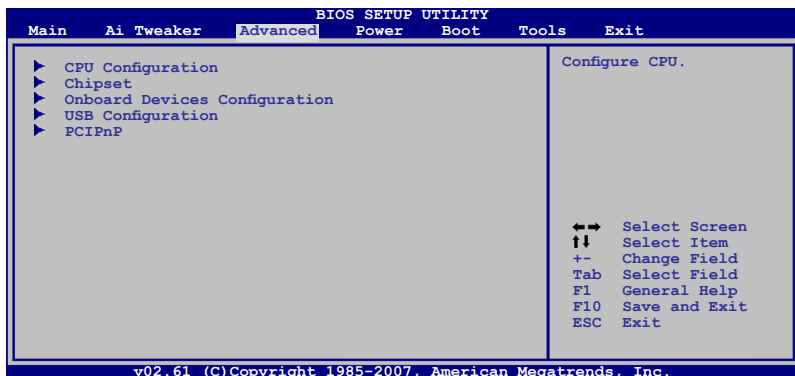 BIOS SETUP UTILITY
Main Ai Tweaker Advanced Power Boot Tools Exit
CPU Configuration
Chipset
Onboard Devices Configuration
USB Configuration
PCIPnP
Configure CPU.
←→ Select Screen
↑↓ Select Item
+- Change Field
Tab Select Field
F1 General Help
F10 Save and Exit
ESC Exit
v02.61 (C)Copyright 1985-2007, American Megatrends, Inc.